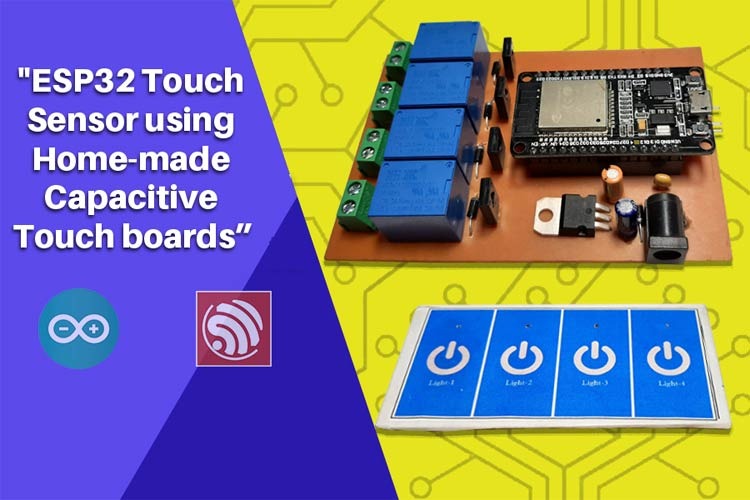 "ESP32 Touch
Sensor using
Home-made
Capacitive
Touch boards”
Light-1
Light-2
Light-3
Light-4